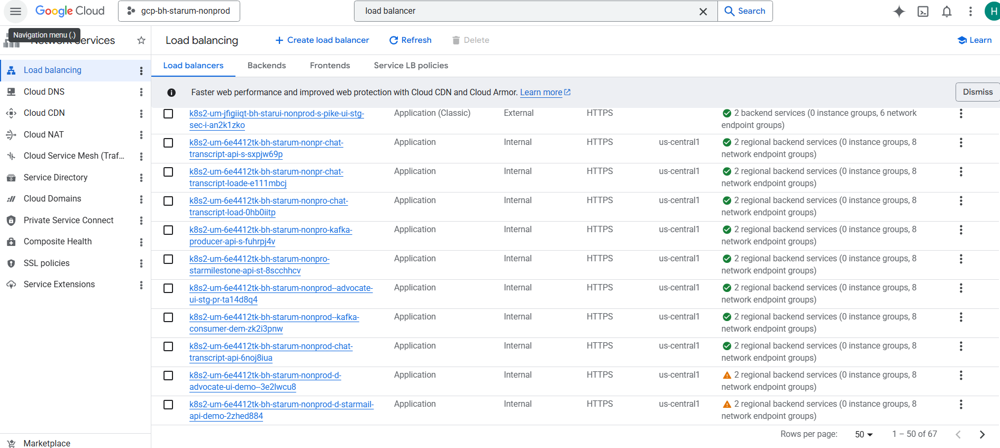 Google Cloud
gcp-bh-starum-nonprod
load balancer
Search
H
Navigation menu (.)
Network Services
Load balancing
Create load balancer
Refresh
Delete
Learn
Load balancing
Cloud DNS
Cloud CDN
Cloud NAT
Cloud Service Mesh (Traf...
Service Directory
Cloud Domains
Private Service Connect
Composite Health
SSL policies
Service Extensions
Marketplace
Load balancers
Backends
Frontends
Service LB policies
Faster web performance and improved web protection with Cloud CDN and Cloud Armor. Learn more
Dismiss
k8s2-um-jfigiiqt-bh-starui-nonprod-s-pike-ui-stg-
sec-i-an2k1zko
Application (Classic)
External
HTTPS
2 backend services (0 instance groups, 6 network
endpoint groups)
k8s2-um-6e4412tk-bh-starum-nonpr-chat-
transcript-api-s-sxpjw69p
Application
Internal
HTTPS
us-central1
2 regional backend services (0 instance groups, 8
network endpoint groups)
k8s2-um-6e4412tk-bh-starum-nonpr-chat-
transcript-loade-e111mbcj
Application
Internal
HTTPS
us-central1
2 regional backend services (0 instance groups, 8
network endpoint groups)
k8s2-um-6e4412tk-bh-starum-nonpro-chat-
transcript-load-0hb0iitp
Application
Internal
HTTPS
us-central1
2 regional backend services (0 instance groups, 8
network endpoint groups)
k8s2-um-6e4412tk-bh-starum-nonpro-kafka-
producer-api-s-fuhrpj4v
Application
Internal
HTTPS
us-central1
2 regional backend services (0 instance groups, 8
network endpoint groups)
k8s2-um-6e4412tk-bh-starum-nonpro-
starmilestone-api-st-8scchhcv
Application
Internal
HTTPS
us-central1
2 regional backend services (0 instance groups, 8
network endpoint groups)
k8s2-um-6e4412tk-bh-starum-nonprod--advocate-
ui-stg-pr-ta14d8q4
Application
Internal
HTTPS
us-central1
2 regional backend services (0 instance groups, 8
network endpoint groups)
k8s2-um-6e4412tk-bh-starum-nonprod--kafka-
consumer-dem-zk2i3pnw
Application
Internal
HTTPS
us-central1
2 regional backend services (0 instance groups, 8
network endpoint groups)
k8s2-um-6e4412tk-bh-starum-nonprod-chat-
transcript-api-6noj8iua
Application
Internal
HTTPS
us-central1
2 regional backend services (0 instance groups, 8
network endpoint groups)
k8s2-um-6e4412tk-bh-starum-nonprod-d-
advocate-ui-demo--3e2lwcu8
Application
Internal
HTTPS
us-central1
2 regional backend services (0 instance groups, 8
network endpoint groups)
k8s2-um-6e4412tk-bh-starum-nonprod-d-starmail-
api-demo-2zhed884
Application
Internal
HTTPS
us-central1
2 regional backend services (0 instance groups, 8
network endpoint groups)
Rows per page:
50
1 – 50 of 67